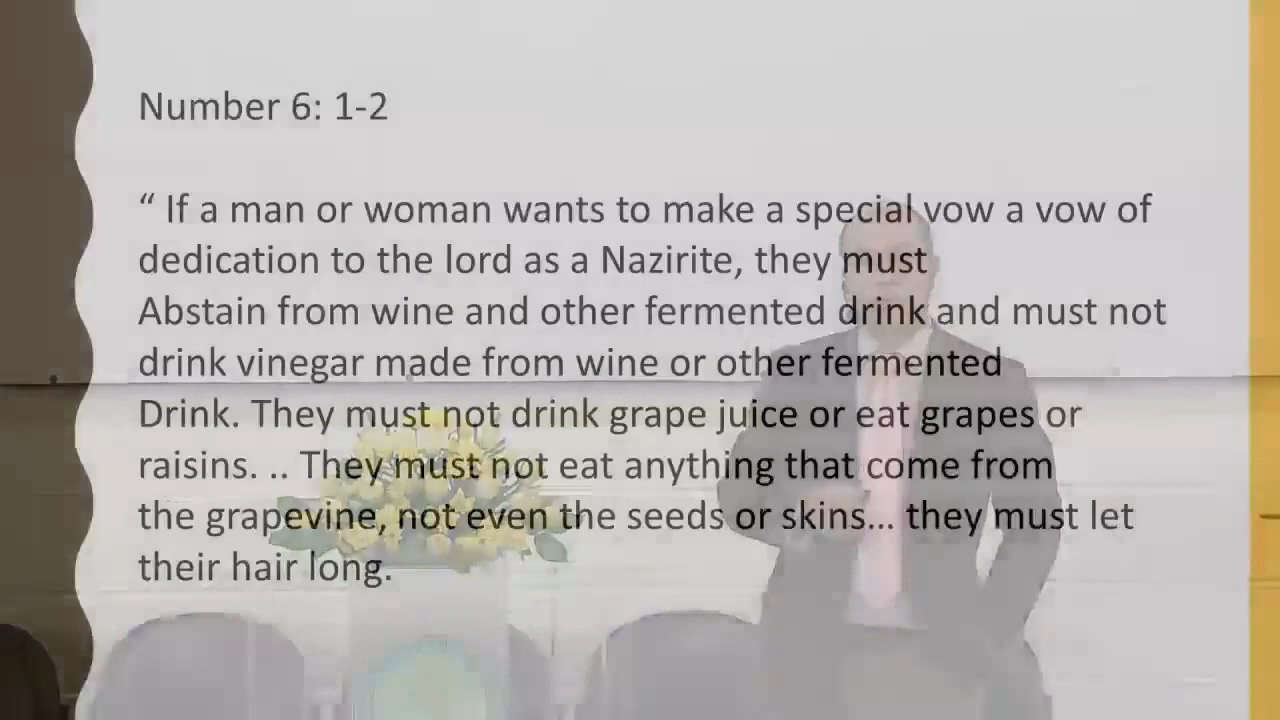 Number 6: 1-2
“ If a man or woman wants to make a special vow a vow of
dedication to the lord as a Nazirite, they must
Abstain from wine and other fermented drink and must not
drink vinegar made from wine or other fermented
Drink. They must not drink grape juice or eat grapes or
raisins. .. They must not eat anything that come from
the grapevine, not even the seeds or skins... they must let
their hair long.